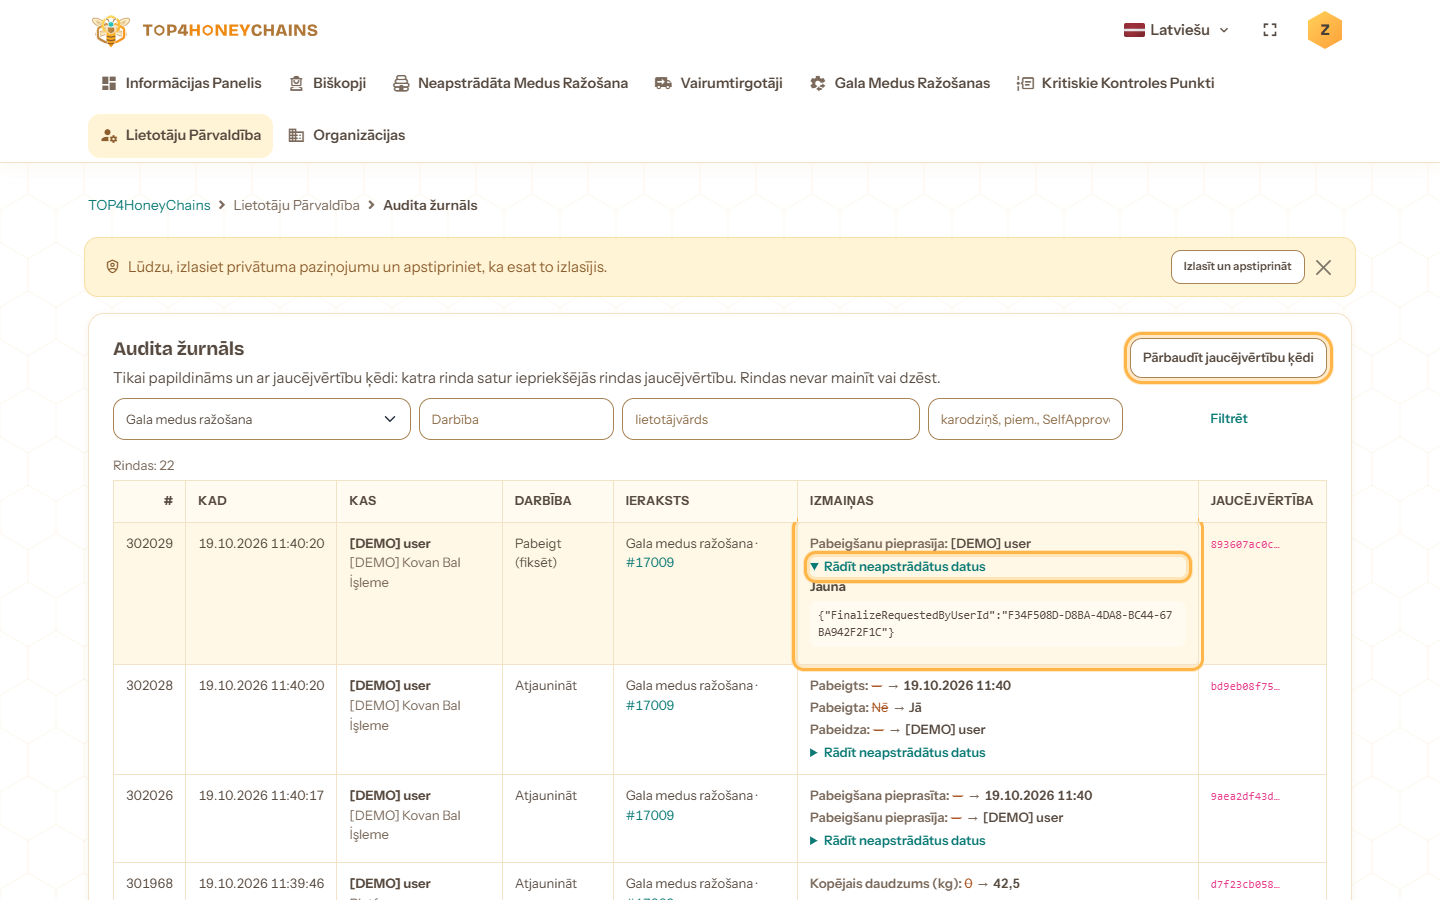 TOP4HONEYCHAINS
Latviešu
Z
Informācijas Panelis
Biškopji
Neapstrādāta Medus Ražošana
Vairumtirgotāji
Gala Medus Ražošanas
Kritiskie Kontroles Punkti
Lietotāju Pārvaldība
Organizācijas
TOP4HoneyChains > Lietotāju Pārvaldība > Audita žurnāls
Lūdzu, izlasiet privātuma paziņojumu un apstipriniet, ka esat to izlasījis.
Izlasīt un apstiprināt
Audita žurnāls
Pārbaudīt jaucējvērtību ķēdi
Tikai papildināms un ar jaucējvērtību ķēdi: katra rinda satur iepriekšējās rindas jaucējvērtību. Rindas nevar mainīt vai dzēst.
Gala medus ražošana
Darbība
lietotājvārds
karodziņš, piem., SelfApprov
Filtrēt
Rindas: 22
# KAD KAS DARBĪBA IERAKSTS IZMAIŅAS JAUCĒJVĒRTĪBA
302029
19.10.2026 11:40:20
[DEMO] user
[DEMO] Kovan Bal
İşleme
Pabeigt
(fiksēt)
Gala medus ražošana ·
#17009
Pabeigšanu pieprasīja: [DEMO] user
▼ Rādīt neapstrādātus datus
Jauna
{"FinalizeRequestedByUserId":"F34F508D-D8BA-4DA8-BC44-67
BA942F2F1C"}
893607ac0c…
302028
19.10.2026 11:40:20
[DEMO] user
[DEMO] Kovan Bal
İşleme
Atjaunināt
Gala medus ražošana ·
#17009
Pabeigts: — → 19.10.2026 11:40
Pabeigta: Nē → Jā
Pabeidza: — → [DEMO] user
▶ Rādīt neapstrādātus datus
bd9eb08f75…
302026
19.10.2026 11:40:17
[DEMO] user
[DEMO] Kovan Bal
İşleme
Atjaunināt
Gala medus ražošana ·
#17009
Pabeigšana pieprasīta: — → 19.10.2026 11:40
Pabeigšanu pieprasīja: — → [DEMO] user
▶ Rādīt neapstrādātus datus
9aea2df43d…
301968
19.10.2026 11:39:46
[DEMO] user
Atjaunināt
Gala medus ražošana ·
Kopējais daudzums (kg): 0 → 42,5
d7f23cb058…